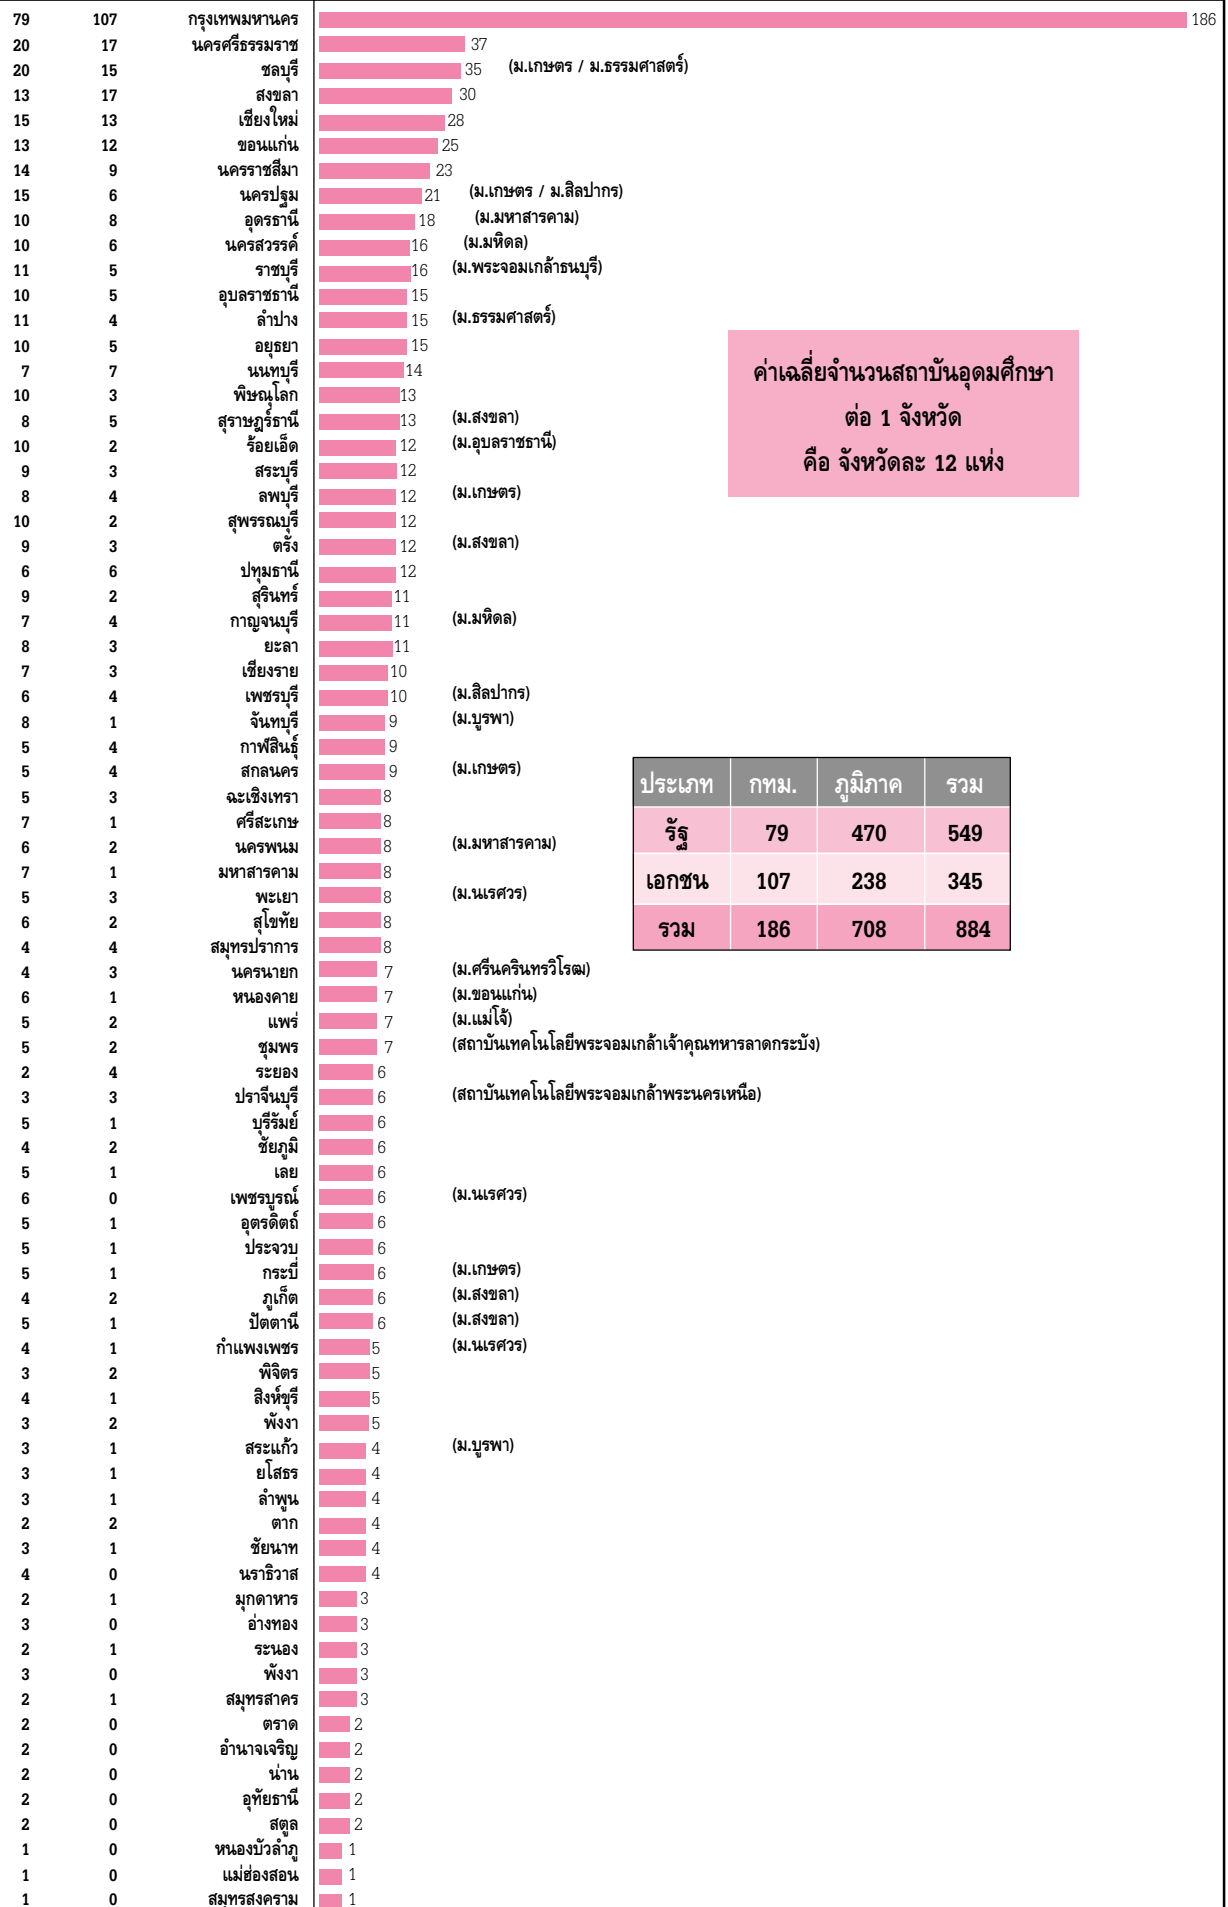 79 107 กรุงเทพมหานคร 186
20 17 นครศรีธรรมราช 37
20 15 ชลบุรี 35 (ม.เกษตร / ม.ธรรมศาสตร์)
13 17 สงขลา 30
15 13 เชียงใหม่ 28
13 12 ขอนแก่น 25
14 9 นครราชสีมา 23
15 6 นครปฐม 21 (ม.เกษตร / ม.สิลปากร)
10 8 อุดรธานี 18 (ม.มหาสารคาม)
10 6 นครสวรรค์ 16 (ม.มหิดล)
11 5 ราชบุรี 16 (ม.พระจอมเกล้าธนบุรี)
10 5 อุบลราชธานี 15
11 4 ลำปาง 15 (ม.ธรรมศาสตร์)
10 5 อยุธยา 15
7 7 นนทบุรี 14
10 3 พิษณุโลก 13
8 5 สุราษฎร์ธานี 13 (ม.สงขลา)
10 2 ร้อยเอ็ด 12 (ม.อุบลราชธานี)
9 3 สระบุรี 12
8 4 ลพบุรี 12 (ม.เกษตร)
10 2 สุพรรณบุรี 12
9 3 ตรัง 12 (ม.สงขลา)
6 6 ปทุมธานี 12
9 2 สุรินทร์ 11
7 4 กาญจนบุรี 11 (ม.มหิดล)
8 3 ยะลา 11
7 3 เชียงราย 10
6 4 เพชรบุรี 10 (ม.สิลปากร)
8 1 จันทบุรี 9 (ม.บูรพา)
5 4 กาฬสินธุ์ 9
5 4 สกลนคร 9 (ม.เกษตร)
5 3 ฉะเชิงเทรา 8
7 1 ศรีสะเกษ 8
6 2 นครพนม 8 (ม.มหาสารคาม)
7 1 มหาสารคาม 8
5 3 พะเยา 8 (ม.นเรศวร)
6 2 สุโขทัย 8
4 4 สมุทรปราการ 8
4 3 นครนายก 7 (ม.ศรีนครินทรวิโรฒ)
6 1 หนองคาย 7 (ม.ขอนแก่น)
5 2 แพร่ 7 (ม.แม่โจ้)
5 2 ชุมพร 7 (สถาบันเทคโนโลยีพระจอมเกล้าเจ้าคุณทหารลาดกระบัง)
2 4 ระยอง 6
3 3 ปราจีนบุรี 6 (สถาบันเทคโนโลยีพระจอมเกล้าพระนครเหนือ)
5 1 บุรีรัมย์ 6
4 2 ชัยภูมิ 6
5 1 เลย 6
6 0 เพชรบูรณ์ 6 (ม.นเรศวร)
5 1 อุตรดิตถ์ 6
5 1 ประจวบ 6
5 1 กระบี่ 6 (ม.เกษตร)
4 2 ภูเก็ต 6 (ม.สงขลา)
5 1 ปัตตานี 6 (ม.สงขลา)
4 1 กำแพงเพชร 5 (ม.นเรศวร)
3 2 พิจิตร 5
4 1 สิงห์ขุรี 5
3 2 พังงา 5
3 1 สระแก้ว 4 (ม.บูรพา)
3 1 ยโสธร 4
3 1 ลำพูน 4
2 2 ตาก 4
3 1 ชัยนาท 4
4 0 นราธิวาส 4
2 1 มุกดาหาร 3
3 0 อ่างทอง 3
2 1 ระนอง 3
3 0 พังงา 3
2 1 สมุทรสาคร 3
2 0 ตราด 2
2 0 อำนาจเจริญ 2
2 0 น่าน 2
2 0 อุทัยธานี 2
2 0 สตูล 2
1 0 หนองบัวลำภู 1
1 0 แม่ฮ่องสอน 1
1 0 สมุทรสงคราม 1
ค่าเฉลี่ยจำนวนสถาบันอุดมศึกษา
ต่อ 1 จังหวัด
คือ จังหวัดละ 12 แห่ง
ประเภท กทม. ภูมิภาค รวม
รัฐ 79 470 549
เอกชน 107 238 345
รวม 186 708 884